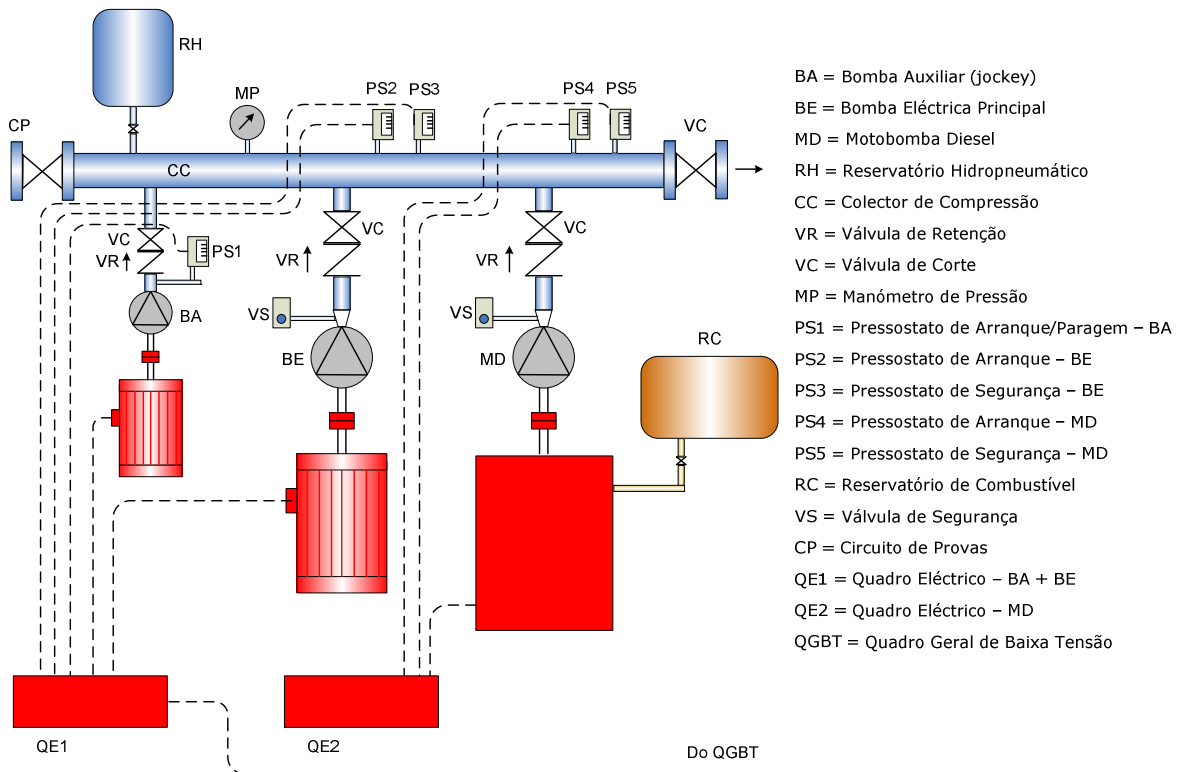 RH
CP
MP
PS2
PS3
PS4
PS5
VC
CC
VC
VR
PS1
BA
VC
VR
VS
BE
VC
VR
VS
MD
RC
QE1
QE2
Do QGBT
BA = Bomba Auxiliar (jockey)
BE = Bomba Eléctrica Principal
MD = Motobomba Diesel
RH = Reservatório Hidropneumático
CC = Colector de Compressão
VR = Válvula de Retenção
VC = Válvula de Corte
MP = Manómetro de Pressão
PS1 = Pressostato de Arranque/Paragem – BA
PS2 = Pressostato de Arranque – BE
PS3 = Pressostato de Segurança – BE
PS4 = Pressostato de Arranque – MD
PS5 = Pressostato de Segurança – MD
RC = Reservatório de Combustível
VS = Válvula de Segurança
CP = Circuito de Provas
QE1 = Quadro Eléctrico – BA + BE
QE2 = Quadro Eléctrico – MD
QGBT = Quadro Geral de Baixa Tensão